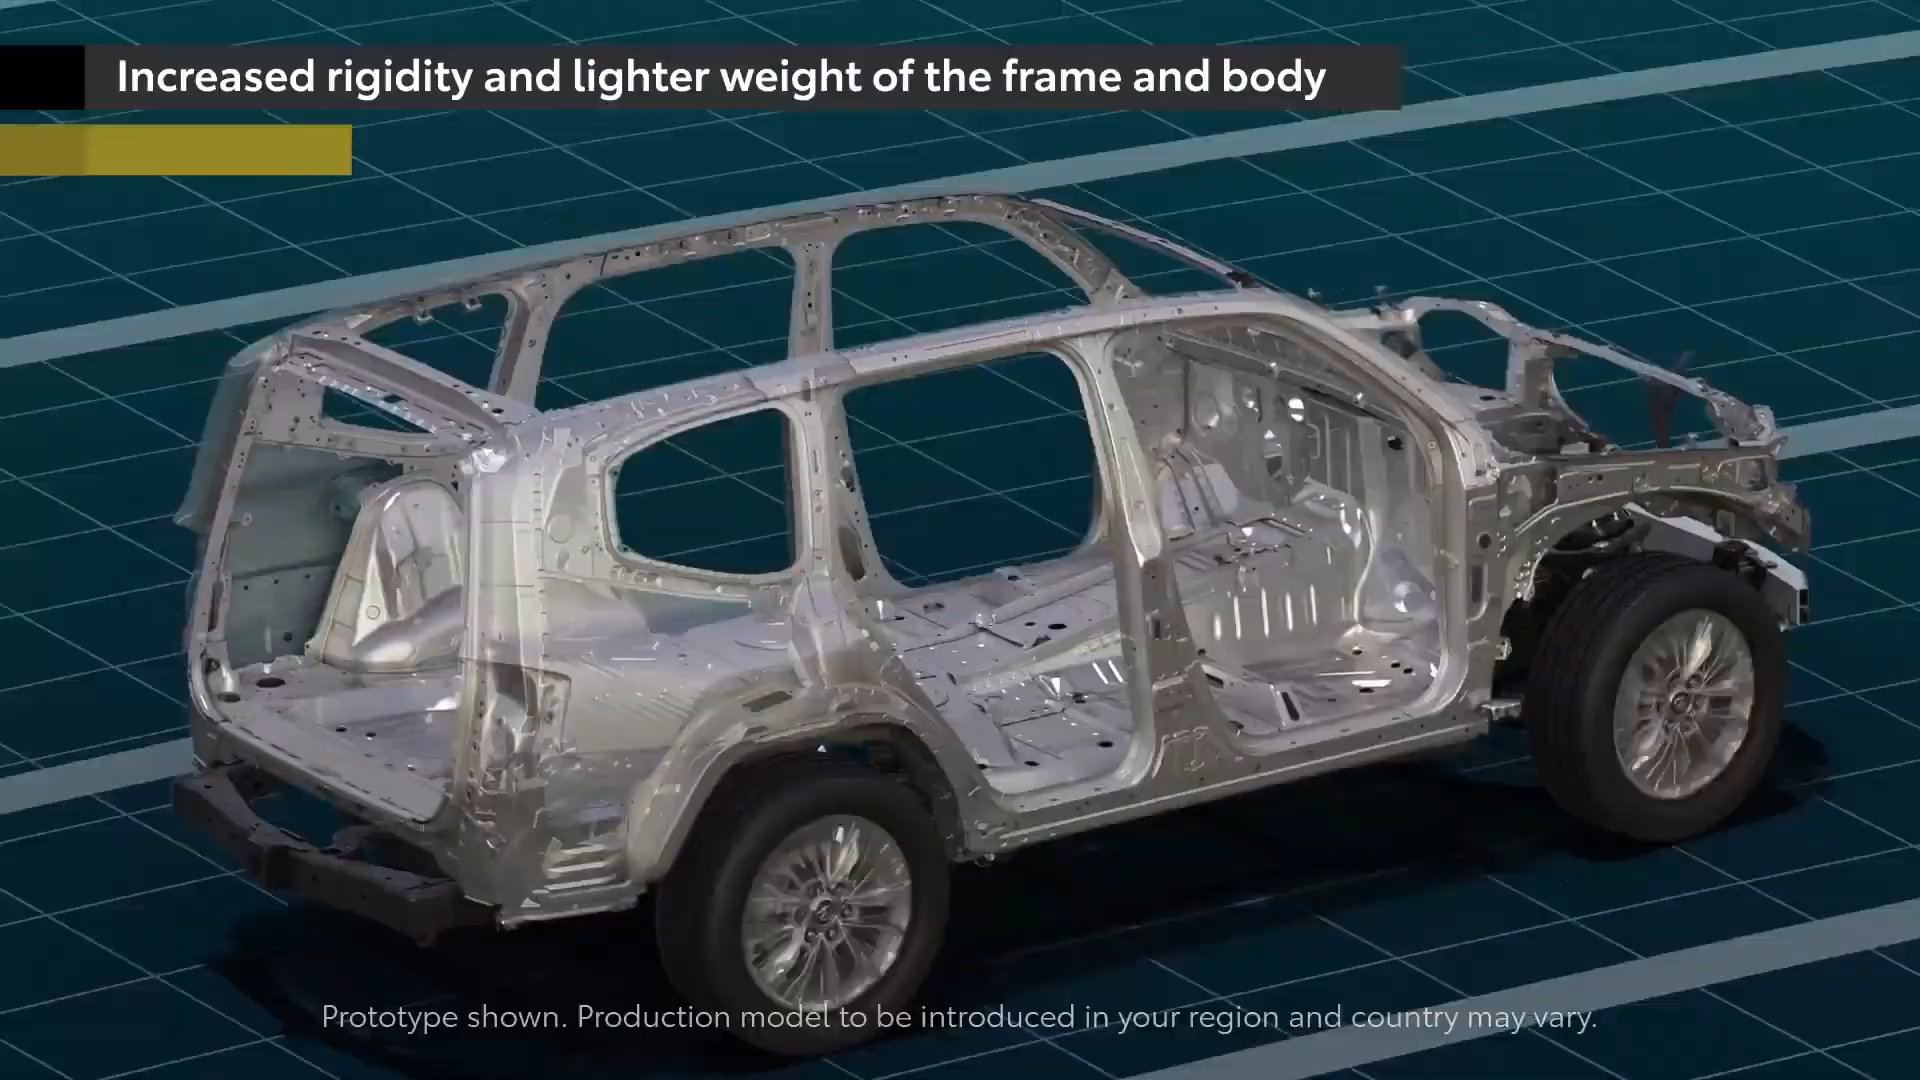 Increased rigidity and lighter weight of the frame and body
Prototype shown. Production model to be introduced in your region and country may vary.